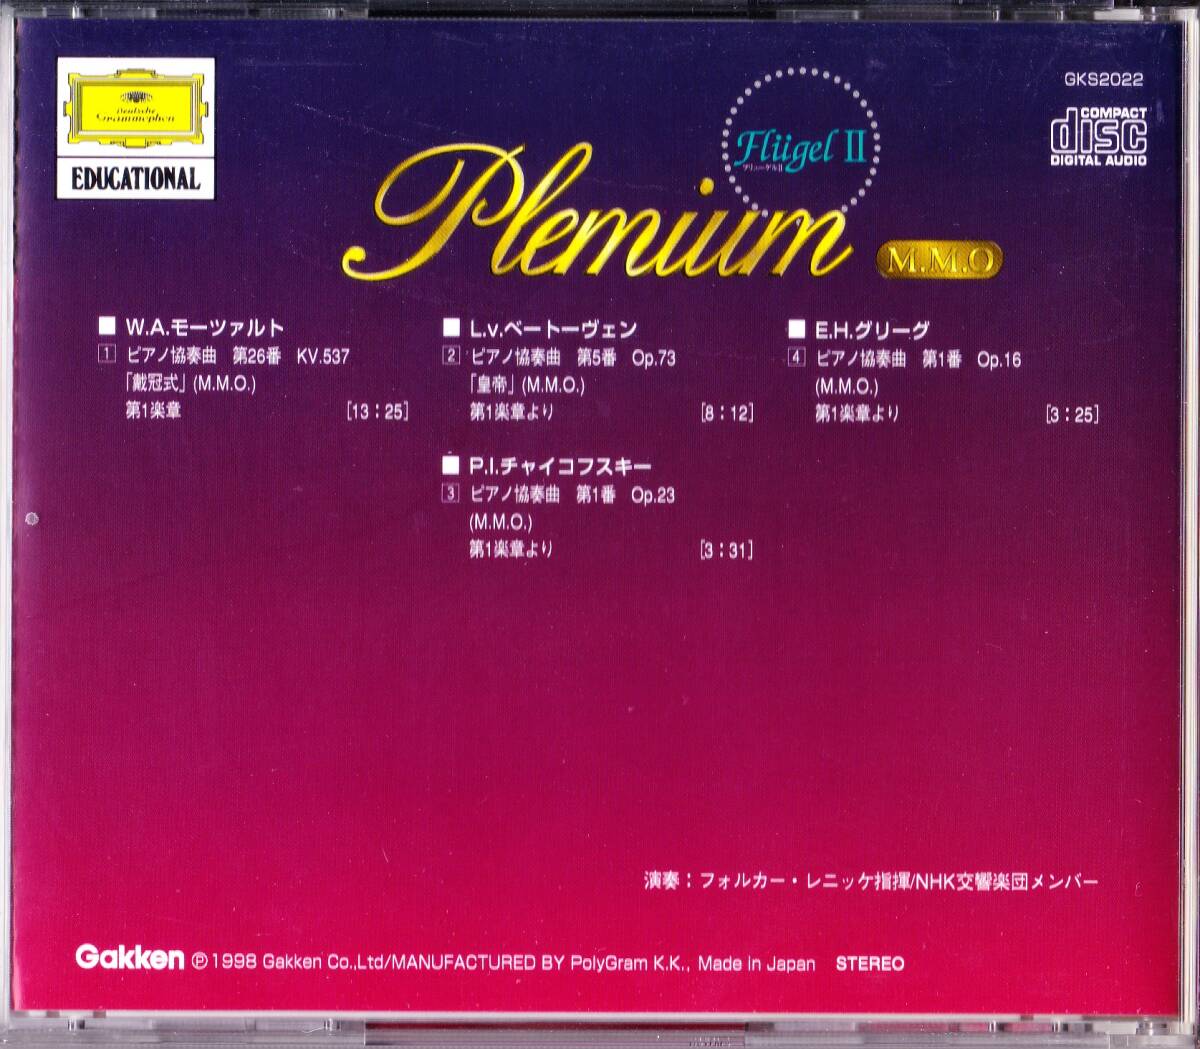 Deutsche
Grammophon
EDUCATIONAL
GKS2022
COMPACT
disc
DIGITAL AUDIO
Flügel II
フリューゲルII
Plemium
M.M.O
■ W.A.モーツァルト
1 ピアノ協奏曲 第26番 KV.537
「戴冠式」(M.M.O.)
第1楽章 [13:25]
■ L.v.ベートーヴェン
2 ピアノ協奏曲 第5番 Op.73
「皇帝」(M.M.O.)
第1楽章より [8:12]
■ P.I.チャイコフスキー
3 ピアノ協奏曲 第1番 Op.23
(M.M.O.)
第1楽章より [3:31]
■ E.H.グリーグ
4 ピアノ協奏曲 第1番 Op.16
(M.M.O.)
第1楽章より [3:25]
演奏:フォルカー・レニッケ指揮/NHK交響楽団メンバー
Gakken ℗1998 Gakken Co.,Ltd/MANUFACTURED BY PolyGram K.K., Made in Japan STEREO